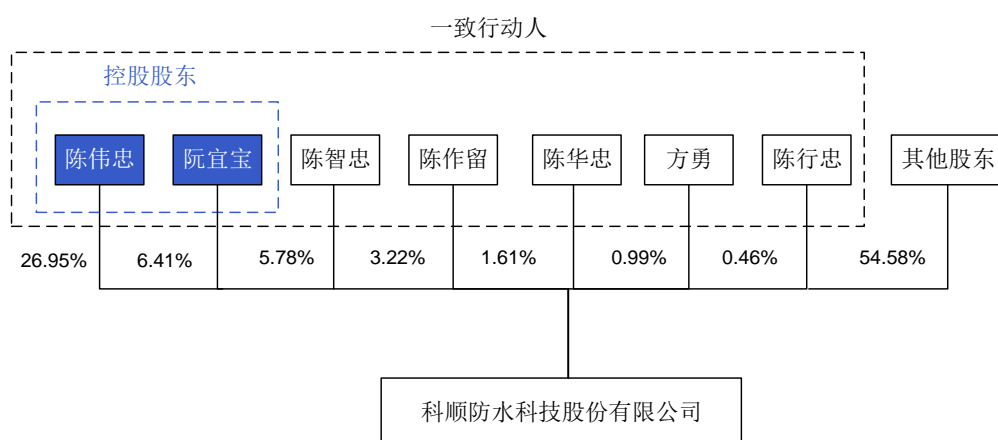 一致行动人
控股股东
陈伟忠
阮宜宝
陈智忠
陈作留
陈华忠
方勇
陈行忠
其他股东
26.95%
6.41%
5.78%
3.22%
1.61%
0.99%
0.46%
54.58%
科顺防水科技股份有限公司